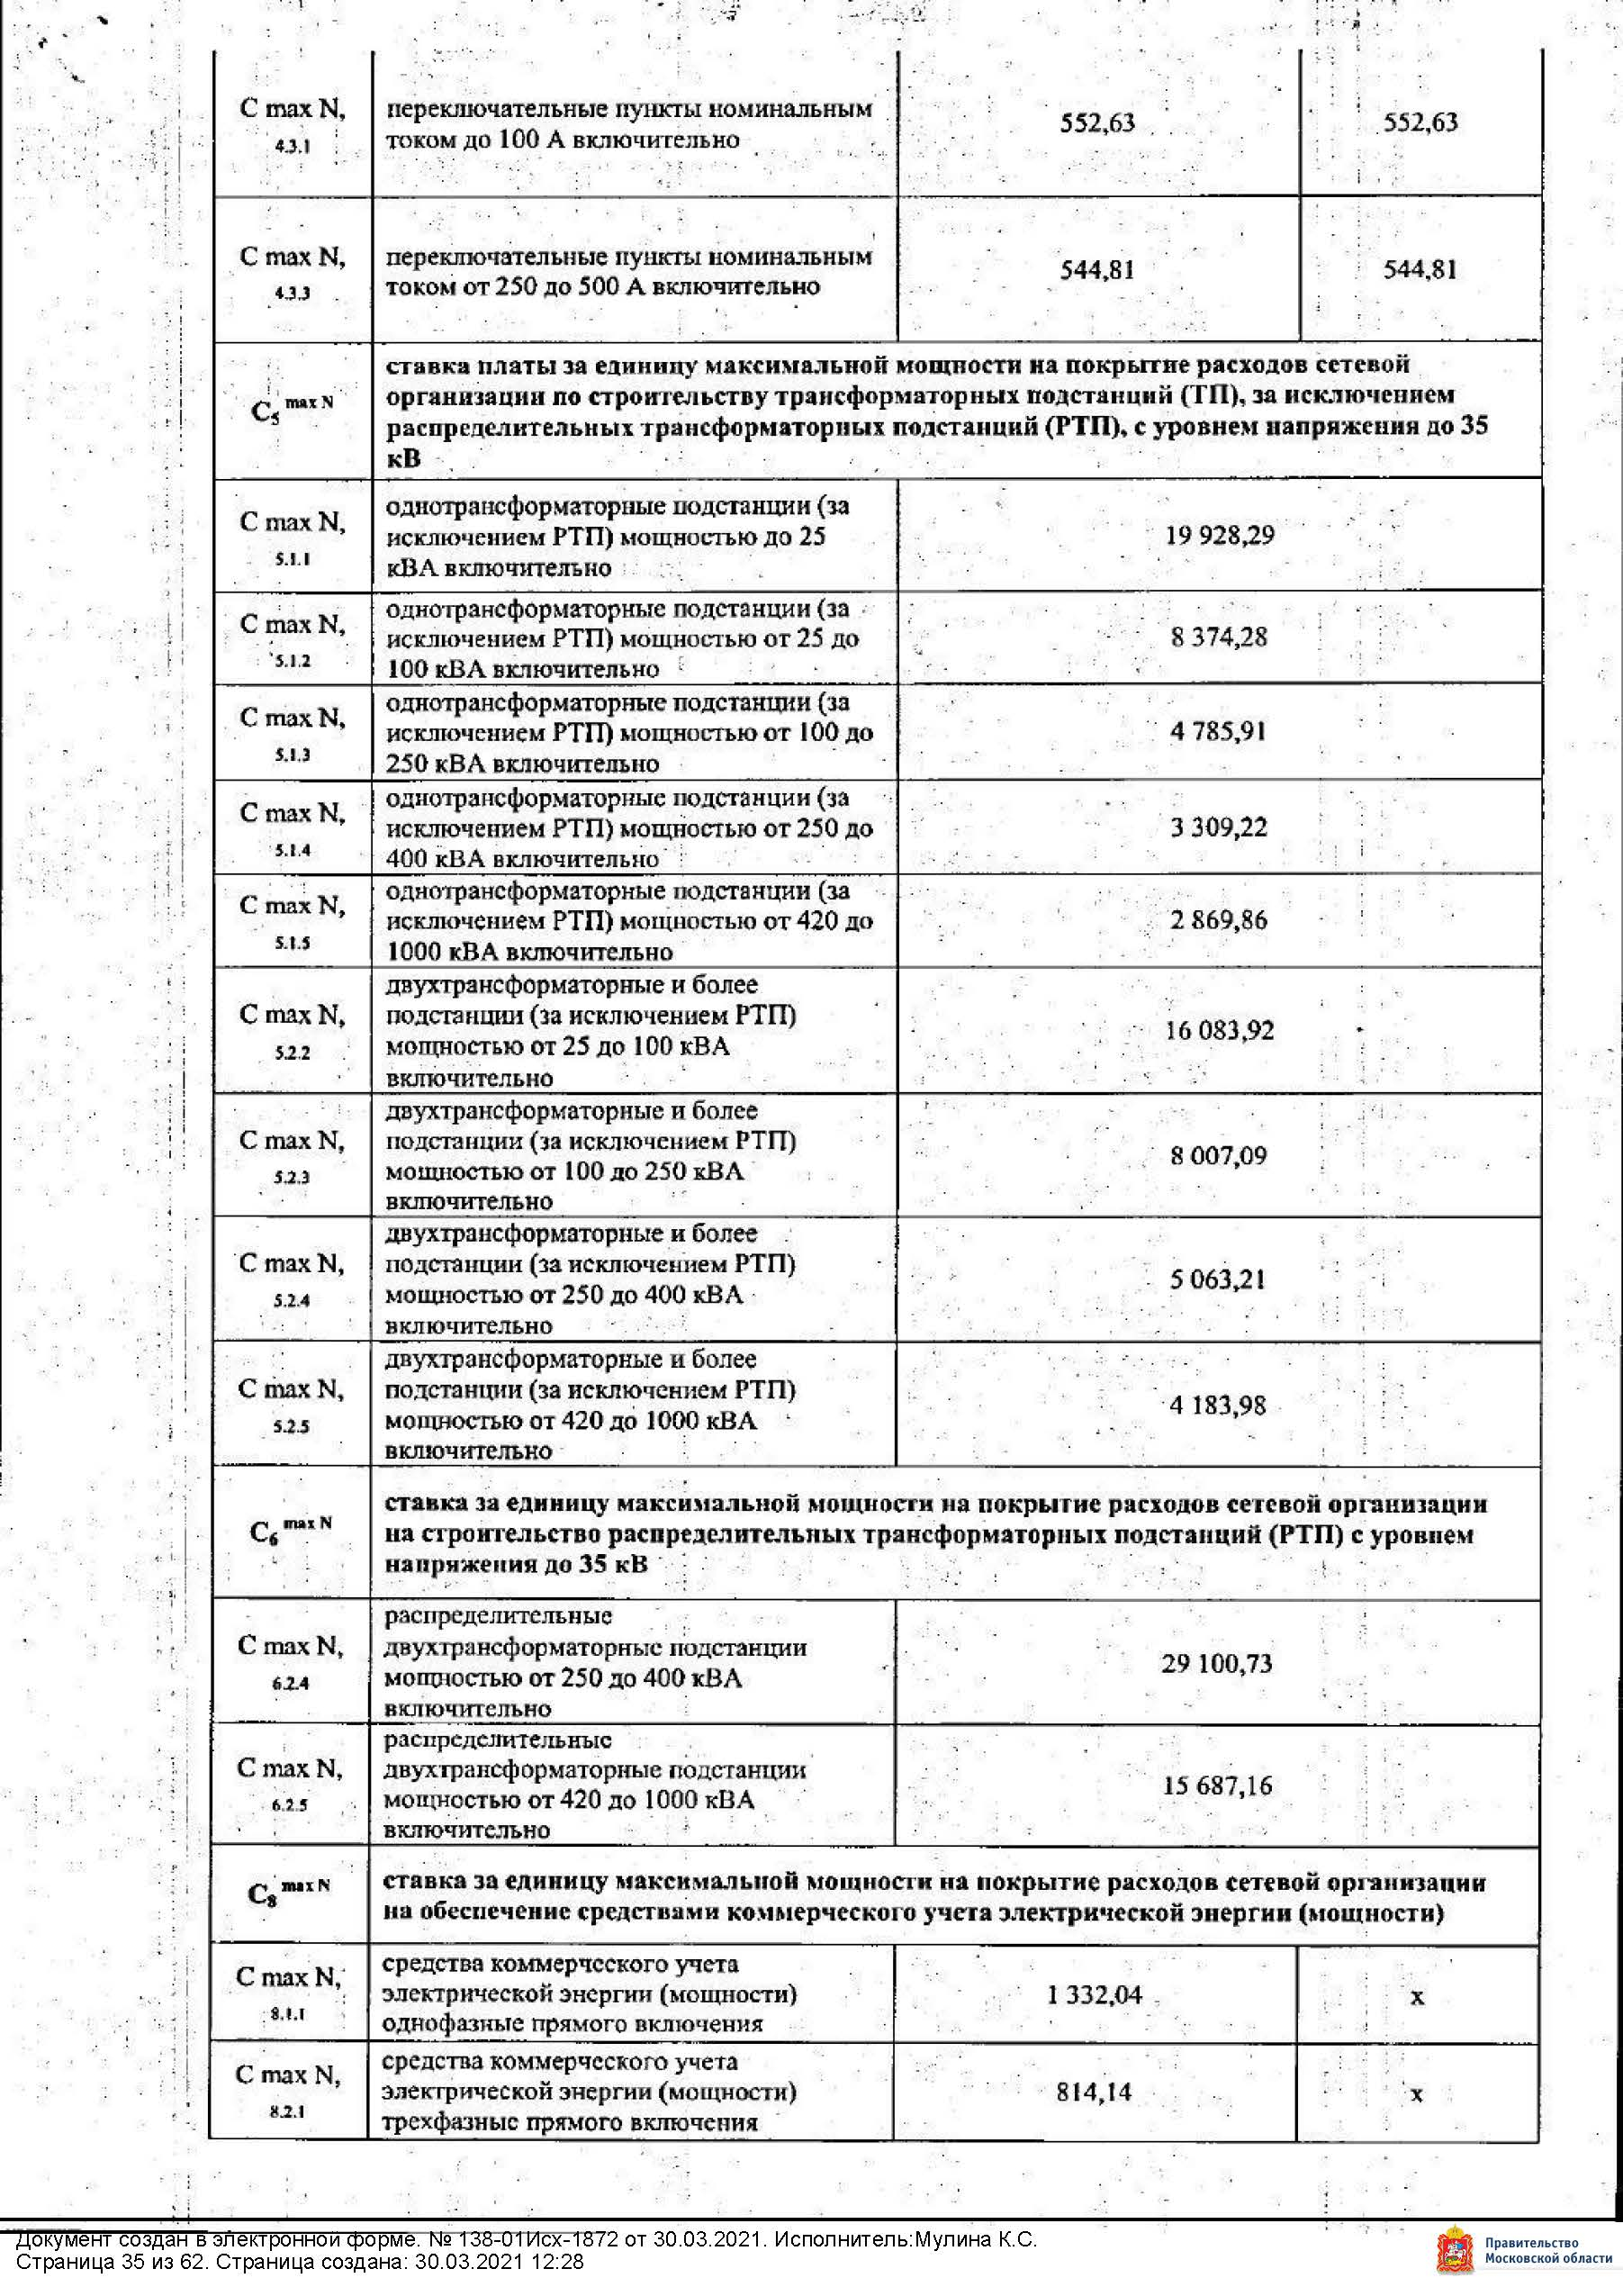 C max N,
4.3.1
переключательные пункты номинальным
током до 100 А включительно
552,63
552,63
C max N,
4.3.3
переключательные пункты номинальным
током от 250 до 500 А включительно
544,81
544,81
C5 max N
ставка платы за единицу максимальной мощности на покрытие расходов сетевой
организации по строительству трансформаторных подстанций (ТП), за исключением
распределительных трансформаторных подстанций (РТП), с уровнем напряжения до 35
кВ
C max N,
5.1.1
однотрансформаторные подстанции (за
исключением РТП) мощностью до 25
кВА включительно
19 928,29
C max N,
5.1.2
однотрансформаторные подстанции (за
исключением РТП) мощностью от 25 до
100 кВА включительно
8 374,28
C max N,
5.1.3
однотрансформаторные подстанции (за
исключением РТП) мощностью от 100 до
250 кВА включительно
4 785,91
C max N,
5.1.4
однотрансформаторные подстанции (за
исключением РТП) мощностью от 250 до
400 кВА включительно
3 309,22
C max N,
5.1.5
однотрансформаторные подстанции (за
исключением РТП) мощностью от 420 до
1000 кВА включительно
2 869,86
C max N,
5.2.2
двухтрансформаторные и более
подстанции (за исключением РТП)
мощностью от 25 до 100 кВА
включительно
16 083,92
C max N,
5.2.3
двухтрансформаторные и более
подстанции (за исключением РТП)
мощностью от 100 до 250 кВА
включительно
8 007,09
C max N,
5.2.4
двухтрансформаторные и более
подстанции (за исключением РТП)
мощностью от 250 до 400 кВА
включительно
5 063,21
C max N,
5.2.5
двухтрансформаторные и более
подстанции (за исключением РТП)
мощностью от 420 до 1000 кВА
включительно
4 183,98
C6 max N
ставка за единицу максимальной мощности на покрытие расходов сетевой организации
на строительство распределительных трансформаторных подстанций (РТП) с уровнем
напряжения до 35 кВ
C max N,
6.2.4
распределительные
двухтрансформаторные подстанции
мощностью от 250 до 400 кВА
включительно
29 100,73
C max N,
6.2.5
распределительные
двухтрансформаторные подстанции
мощностью от 420 до 1000 кВА
включительно
15 687,16
C8 max N
ставка за единицу максимальной мощности на покрытие расходов сетевой организации
на обеспечение средствами коммерческого учета электрической энергии (мощности)
C max N,
8.1.1
средства коммерческого учета
электрической энергии (мощности)
однофазные прямого включения
1 332,04
х
C max N,
8.2.1
средства коммерческого учета
электрической энергии (мощности)
трехфазные прямого включения
814,14
х
Документ создан в электронной форме. № 138-01Исх-1872 от 30.03.2021. Исполнитель:Мулина К.С.
Страница 35 из 62. Страница создана: 30.03.2021 12:28
Правительство
Московской области